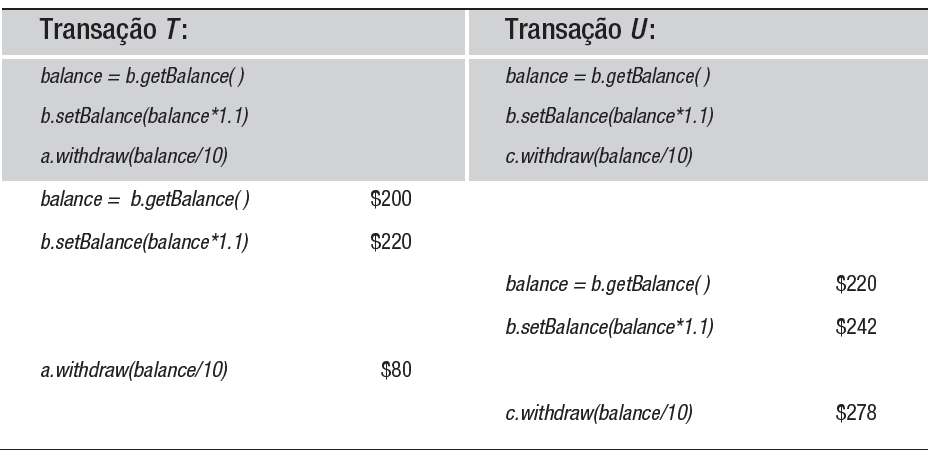 Transação T: Transação U:
balance = b.getBalance( ) balance = b.getBalance( )
b.setBalance(balance*1.1) b.setBalance(balance*1.1)
a.withdraw(balance/10) c.withdraw(balance/10)
balance = b.getBalance( ) $200
b.setBalance(balance*1.1) $220
balance = b.getBalance( ) $220
b.setBalance(balance*1.1) $242
a.withdraw(balance/10) $80
c.withdraw(balance/10) $278